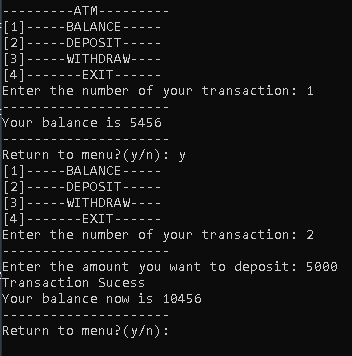 ---------ATM---------
[1]-----BALANCE-----
[2]-----DEPOSIT-----
[3]-----WITHDRAW----
[4]-------EXIT------
Enter the number of your transaction: 1
---------------------
Your balance is 5456
---------------------
Return to menu?(y/n): y
[1]-----BALANCE-----
[2]-----DEPOSIT-----
[3]-----WITHDRAW----
[4]-------EXIT------
Enter the number of your transaction: 2
---------------------
Enter the amount you want to deposit: 5000
Transaction Sucess
Your balance now is 10456
---------------------
Return to menu?(y/n):